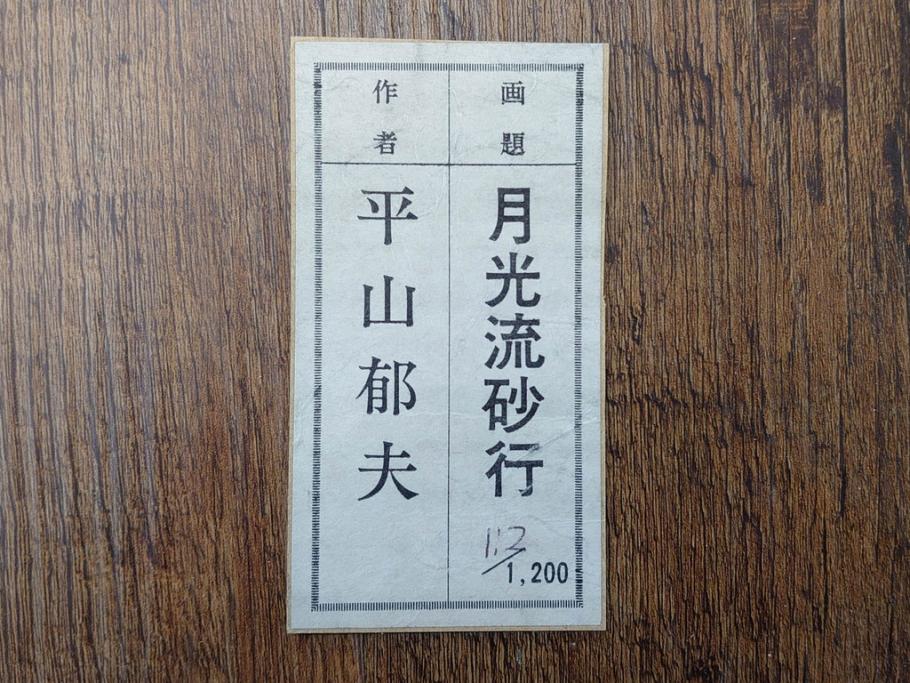 画題
月光流砂行
112/1,200
作者
平山郁夫